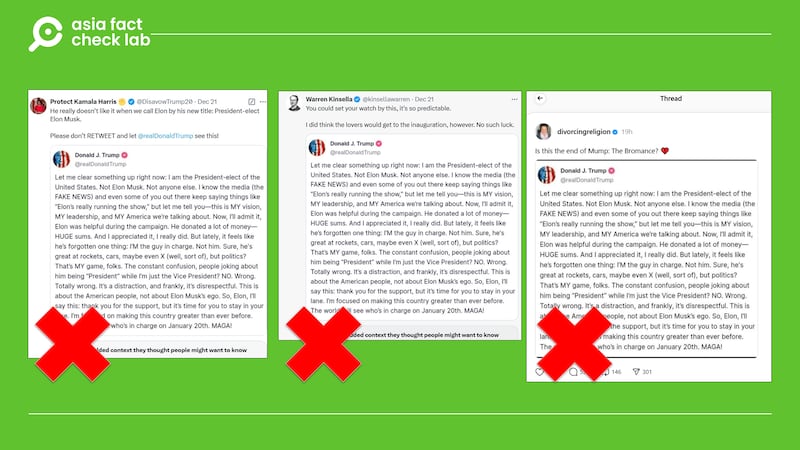 asia fact
check lab
Protect Kamala Harris @DisavowTrump20 · Dec 21
He really doesn't like it when we call Elon by his new title: President-elect
Elon Musk.
Please don't RETWEET and let @realDonaldTrump see this!
Donald J. Trump
@realDonaldTrump
Let me clear something up right now: I am the President-elect of the
United States. Not Elon Musk. Not anyone else. I know the media (the
FAKE NEWS) and even some of you out there keep saying things like
"Elon's running the show," but let me tell you—this is MY vision,
MY leadership, and MY America we're talking about. Now, I'll admit it,
Elon was helpful during the campaign. He donated a lot of money—
HUGE sums. And I appreciated it, I really did. But lately, it feels like
he's forgotten one thing: I'M the guy in charge. Not him. Sure, he's
great at rockets, cars, maybe even X (well, sort of), but politics?
That's MY game, folks. The constant confusion, people joking about
him being "President" while I'm just the Vice President? NO. Wrong.
Totally wrong. It's a distraction, and frankly, it's disrespectful. This is
about the American people, not about Elon Musk's ego. So, Elon, I'll
say this: thank you for your support, but it's time for you to stay in your
lane. I'm focused on making this country greater than ever before.
who's in charge on January 20th. MAGA!
added context they thought people might want to know
Warren Kinsella @kinsellawarren · Dec 21
You could set your watch by this, it's so predictable.
I did think the lovers would get to the inauguration, however. No such luck.
Donald J. Trump
@realDonaldTrump
Let me clear something up right now: I am the President-elect of the
United States. Not Elon Musk. Not anyone else. I know the media (the
FAKE NEWS) and even some of you out there keep saying things like
"Elon's running the show," but let me tell you—this is MY vision,
MY leadership, and MY America we're talking about. Now, I'll admit it,
Elon was helpful during the campaign. He donated a lot of money—
HUGE sums. And I appreciated it, I really did. But lately, it feels like
he's forgotten one thing: I'M the guy in charge. Not him. Sure, he's
great at rockets, cars, maybe even X (well, sort of), but politics?
That's MY game, folks. The constant confusion, people joking about
him being "President" while I'm just the Vice President? NO. Wrong.
Totally wrong. It's a distraction, and frankly, it's disrespectful. This is
about the American people, not about Elon Musk's ego. So, Elon, I'll
say this: thank you for your support, but it's time for you to stay in your
lane. I'm focused on making this country greater than ever before.
The see who's in charge on January 20th. MAGA!
added context they thought people might want to know
Thread
divorcingreligion 19h
Is this the end of Mump: The Bromance?
Donald J. Trump
@realDonaldTrump
Let me clear something up right now: I am the President-elect of the
United States. Not Elon Musk. Not anyone else. I know the media (the
FAKE NEWS) and even some of you out there keep saying things like
"Elon's running the show," but let me tell you—this is MY vision,
MY leadership, and MY America we're talking about. Now, I'll admit it,
Elon was helpful during the campaign. He donated a lot of money—
HUGE sums. And I appreciated it, I really did. But lately, it feels like
he's forgotten one thing: I'M the guy in charge. Not him. Sure, he's
great at rockets, cars, maybe even X (well, sort of), but politics?
That's MY game, folks. The constant confusion, people joking about
him being "President" while I'm just the Vice President? NO. Wrong.
Totally wrong. It's a distraction, and frankly, it's disrespectful. This is
about the American people, not about Elon Musk's ego. So, Elon, I'll
say this: thank you for your support, but it's time for you to stay in your
lane. making this country greater than ever before.
The who's in charge on January 20th. MAGA!
146 301